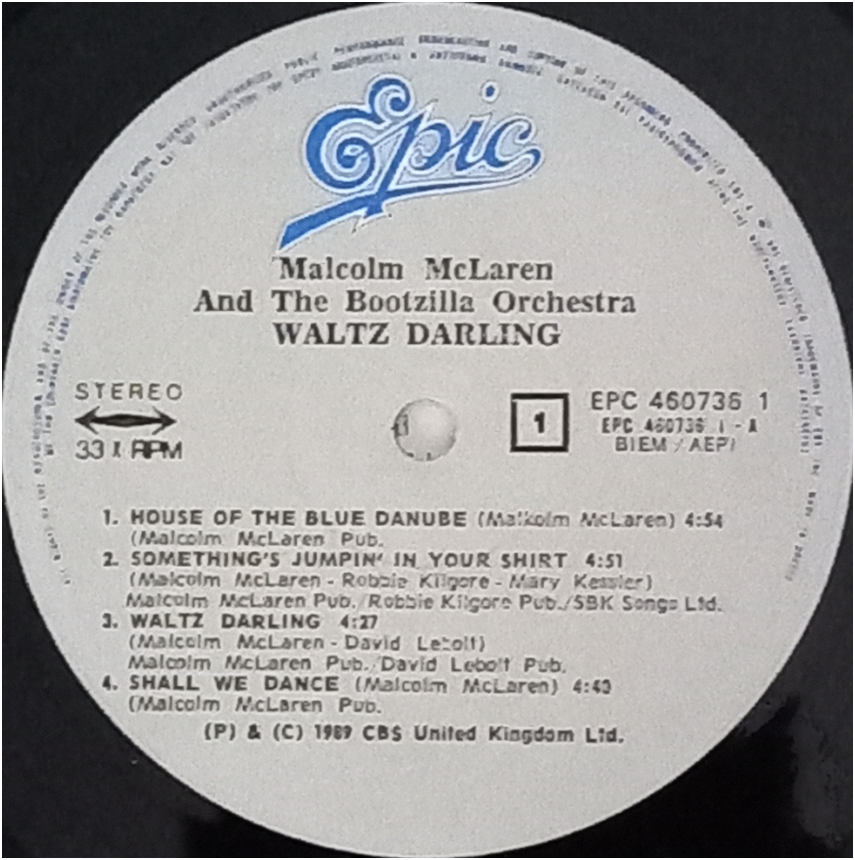 Epic
Malcolm McLaren
And The Bootzilla Orchestra
WALTZ DARLING
STEREO
33 ⅓ RPM
1
EPC 460736 1
EPC 460736 1 - A
BIEM / AEPI
1. HOUSE OF THE BLUE DANUBE (Malkolm McLaren) 4:54
(Malcolm McLaren Pub.
2. SOMETHING'S JUMPIN' IN YOUR SHIRT 4:51
(Malcolm McLaren - Robbie Kilgore - Mary Kessler)
Malcolm McLaren Pub./Robbie Kilgore Pub./SBK Songs Ltd.
3. WALTZ DARLING 4:27
(Malcolm McLaren - David Lebolt)
Malcolm McLaren Pub./David Lebolt Pub.
4. SHALL WE DANCE (Malcolm McLaren) 4:43
(Malcolm McLaren Pub.
(P) & (C) 1989 CBS United Kingdom Ltd.